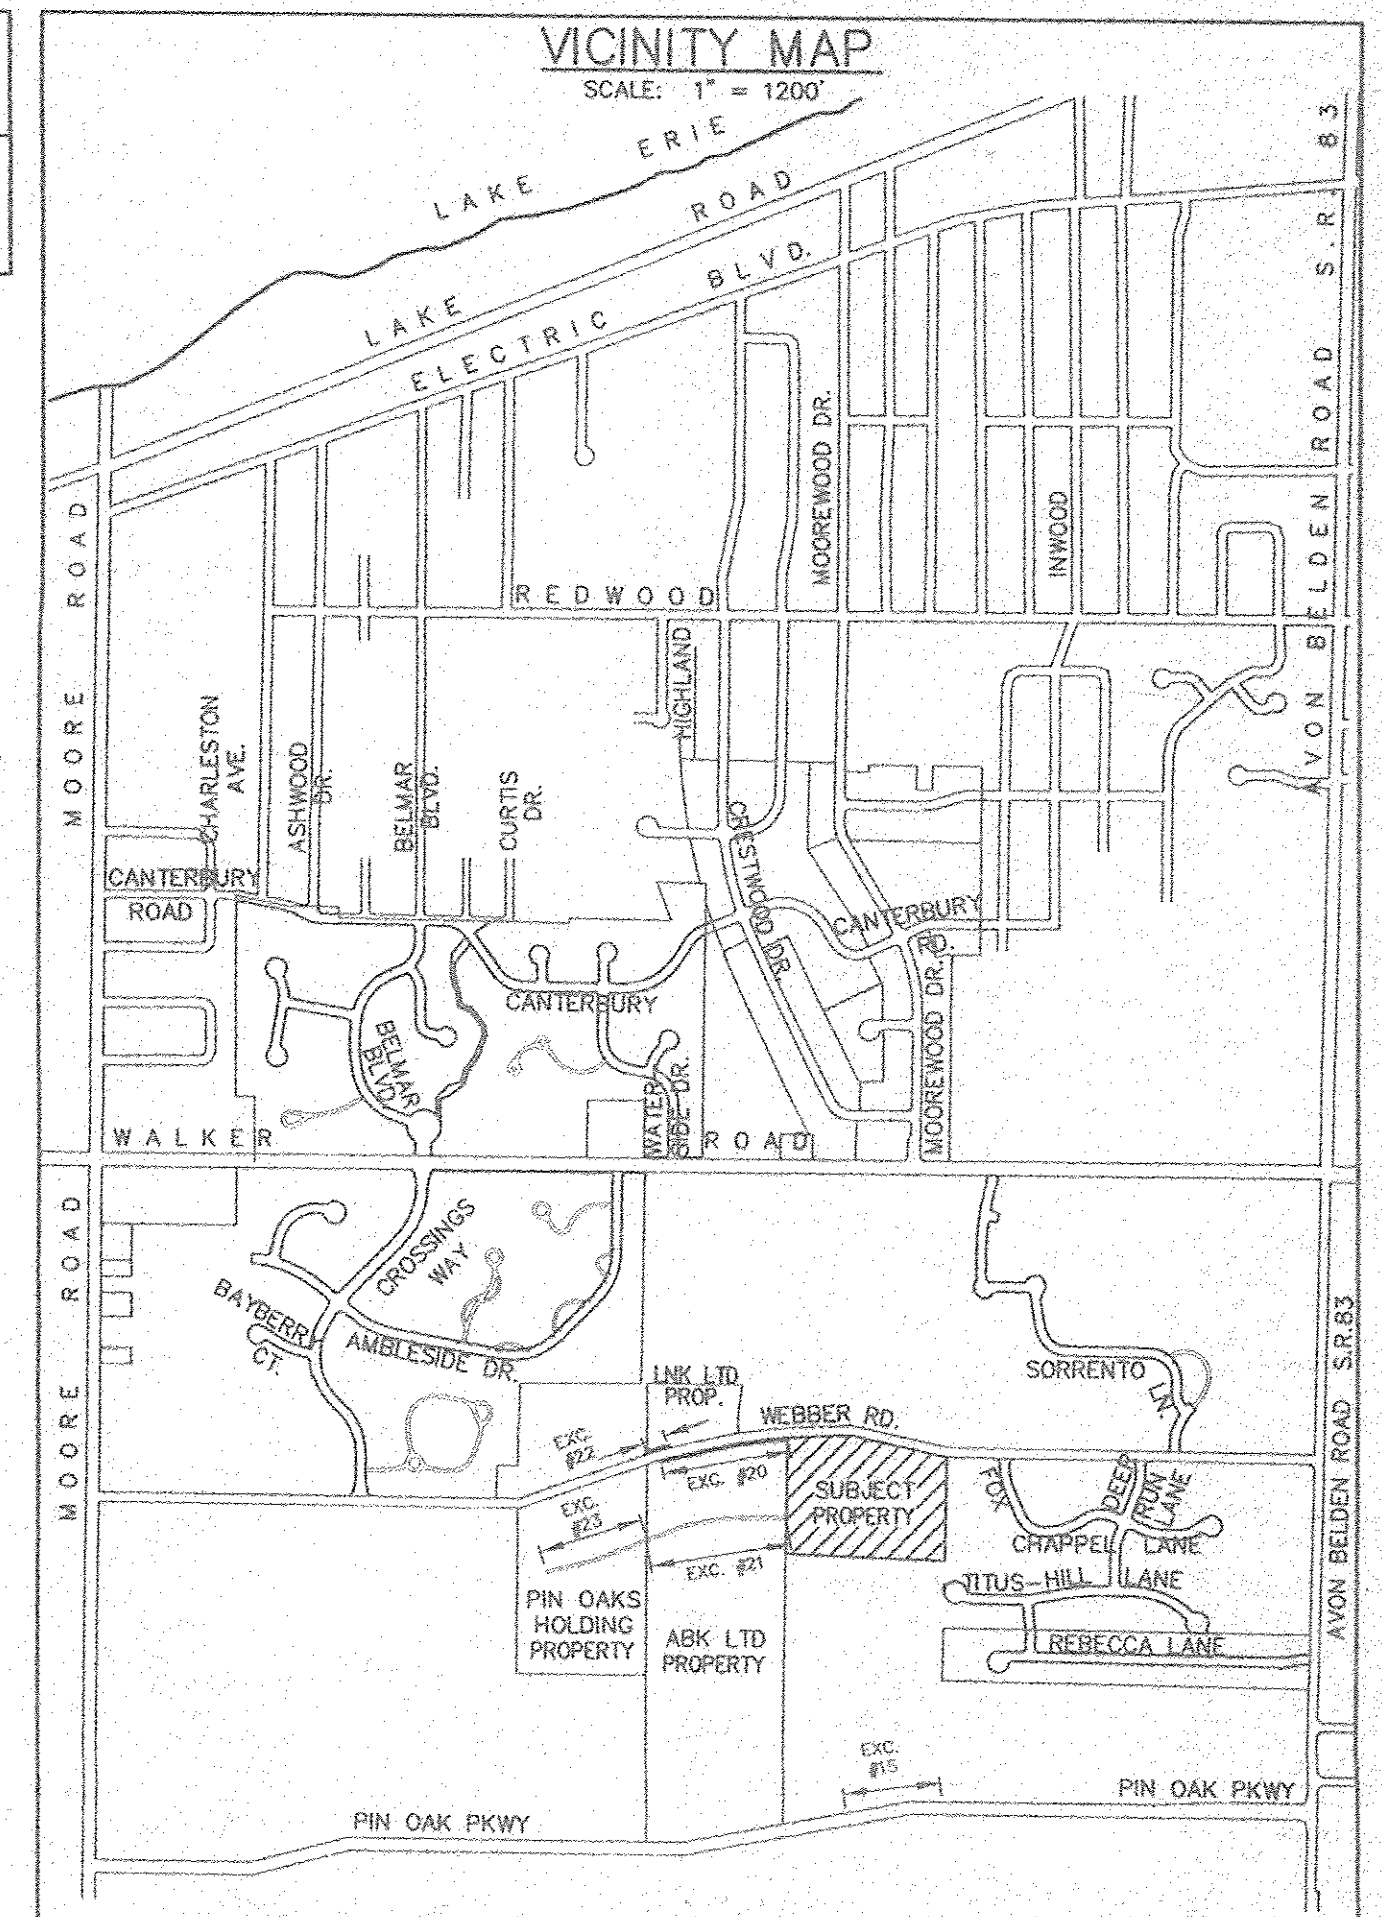 VICINITY MAP
SCALE: 1" = 1200'
LAKE ERIE
LAKE ROAD
ELECTRIC BLVD.
AVON BELDEN ROAD S.R. 83
MOORE ROAD
MOOREWOOD DR.
INWOOD
REDWOOD
HIGHLAND
CHARLESTON
AVE.
ASHWOOD
DR.
BELMAR
BLVD.
CURTIS
DR.
CRESTWOOD DR.
CANTERBURY
ROAD
CANTERBURY
RD.
CANTERBURY
BELMAR
BLVD.
WATER
SIDE DR.
MOOREWOOD DR.
WALKER ROAD
MOORE ROAD
CROSSINGS
WAY
BAYBERR
CT.
AMBLESIDE DR.
LNK LTD
PROP.
WEBBER RD.
SORRENTO
LN.
AVON BELDEN ROAD S.R.83
EXC.
#22
EXC. #20
SUBJECT
PROPERTY
FOX
DEER
RUN
LANE
EXC.
#23
EXC. #21
CHAPPEL LANE
TITUS-HILL LANE
PIN OAKS
HOLDING
PROPERTY
ABK LTD
PROPERTY
REBECCA LANE
EXC.
#15
PIN OAK PKWY
PIN OAK PKWY